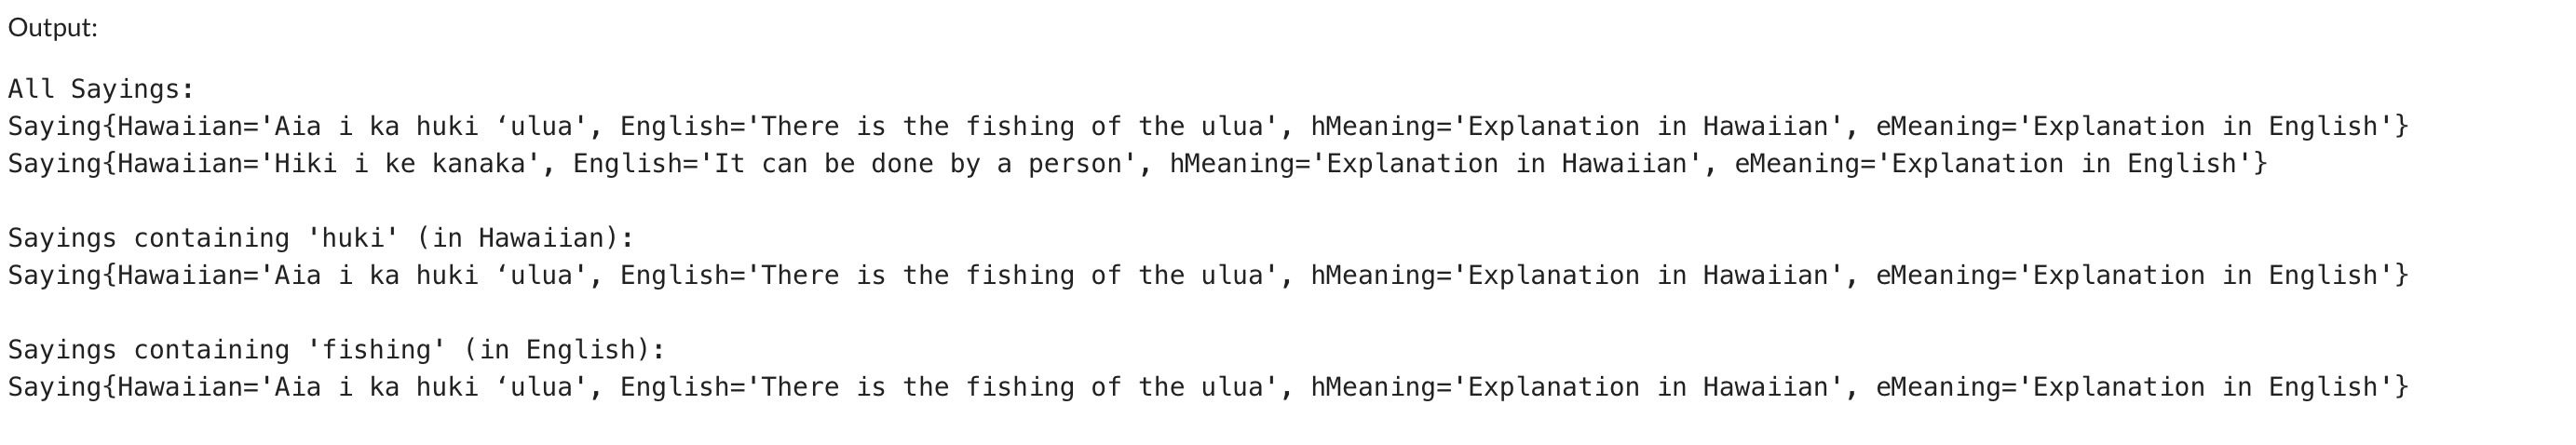 Output:
All Sayings:
Saying{Hawaiian='Aia i ka huki ‘ulua', English='There is the fishing of the ulua', hMeaning='Explanation in Hawaiian', eMeaning='Explanation in English'}
Saying{Hawaiian='Hiki i ke kanaka', English='It can be done by a person', hMeaning='Explanation in Hawaiian', eMeaning='Explanation in English'}
Sayings containing 'huki' (in Hawaiian):
Saying{Hawaiian='Aia i ka huki ‘ulua', English='There is the fishing of the ulua', hMeaning='Explanation in Hawaiian', eMeaning='Explanation in English'}
Sayings containing 'fishing' (in English):
Saying{Hawaiian='Aia i ka huki ‘ulua', English='There is the fishing of the ulua', hMeaning='Explanation in Hawaiian', eMeaning='Explanation in English'}